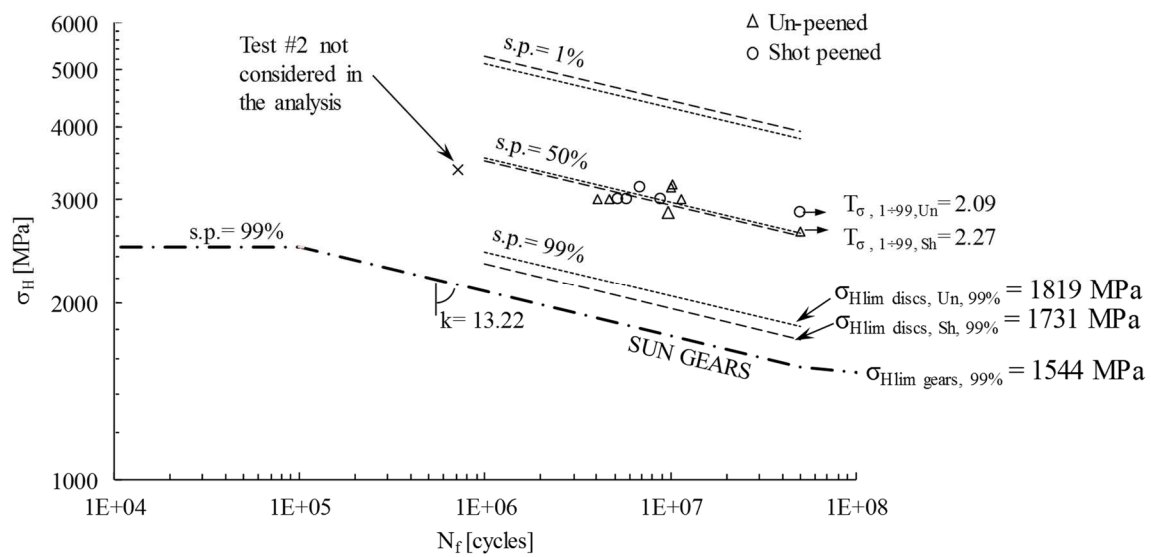 6000
5000
4000
3000
2000
1000
σH [MPa]
Test #2 not
considered in
the analysis
△ Un-peened
○ Shot peened
s.p.= 1%
s.p.= 50%
s.p.= 99%
s.p.= 99%
k= 13.22
SUN GEARS
Tσ, 1÷99,Un= 2.09
Tσ, 1÷99, Sh= 2.27
σHlim discs, Un, 99% = 1819 MPa
σHlim discs, Sh, 99% = 1731 MPa
σHlim gears, 99% = 1544 MPa
1E+04 1E+05 1E+06 1E+07 1E+08
Nf [cycles]